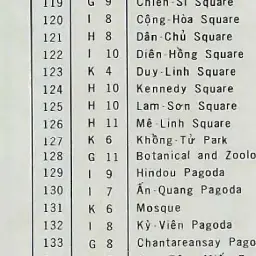 119 G 9 Chiến-Sĩ Square
120 I 8 Cộng-Hòa Square
121 H 8 Dân-Chủ Square
122 I 10 Diên-Hồng Square
123 K 4 Duy-Linh Square
124 H 10 Kennedy Square
125 H 10 Lam-Sơn Square
126 H 11 Mê-Linh Square
127 K 6 Khổng-Tử Park
128 G 11 Botanical and Zoolo
129 I 9 Hindou Pagoda
130 I 7 Ấn-Quang Pagoda
131 K 6 Mosque
132 I 8 Kỳ-Viên Pagoda
133 G 8 Chantareansay Pago